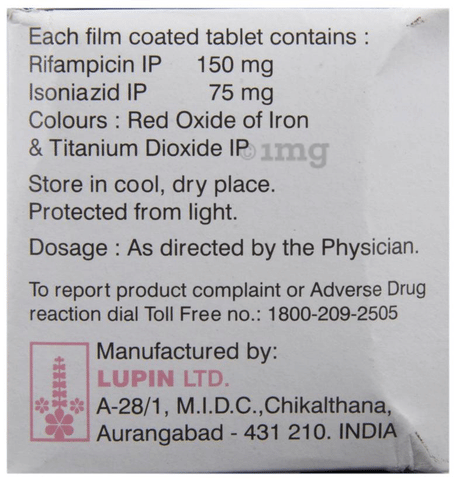 Each film coated tablet contains :
Rifampicin IP 150 mg
Isoniazid IP 75 mg
Colours : Red Oxide of Iron
& Titanium Dioxide IP
© 1mg
Store in cool, dry place.
Protected from light.
Dosage : As directed by the Physician.
To report product complaint or Adverse Drug
reaction dial Toll Free no.: 1800-209-2505
Manufactured by:
LUPIN LTD.
A-28/1, M.I.D.C.,Chikalthana,
Aurangabad - 431 210. INDIA